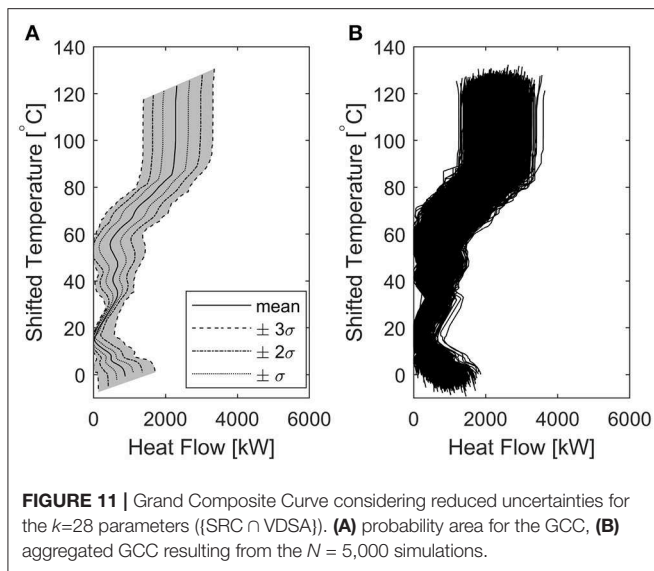 A
140
120
100
80
60
40
20
0
Shifted Temperature [°C]
0 2000 4000 6000
Heat Flow [kW]
mean
± 3σ
± 2σ
± σ
B
140
120
100
80
60
40
20
0
Shifted Temperature [°C]
0 2000 4000 6000
Heat Flow [kW]
FIGURE 11 | Grand Composite Curve considering reduced uncertainties for
the k=28 parameters ({SRC ∩ VDSA}). (A) probability area for the GCC, (B)
aggregated GCC resulting from the N = 5,000 simulations.